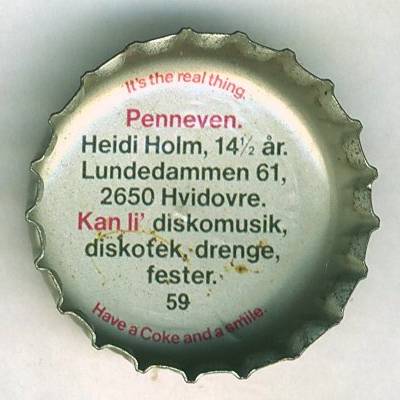 It's the real thing.
Penneven.
Heidi Holm, 14½ år.
Lundedammen 61,
2650 Hvidovre.
Kan li' diskomusik,
diskotek, drenge,
fester.
59
Have a Coke and a smile.